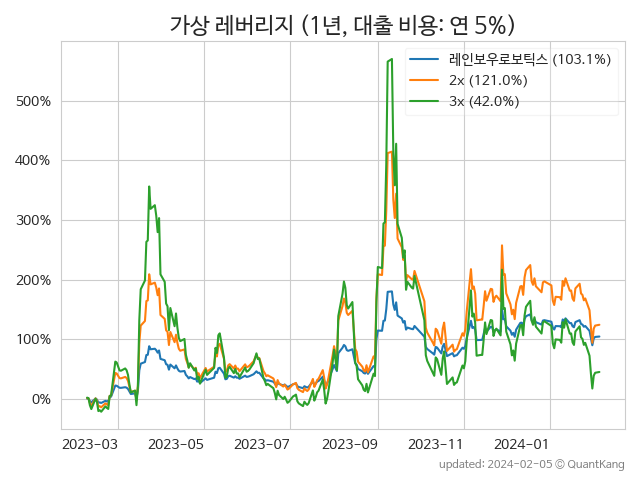 가상 레버리지 (1년, 대출 비용: 연 5%)
레인보우로보틱스 (103.1%)
2x (121.0%)
3x (42.0%)
500%
400%
300%
200%
100%
0%
2023-03
2023-05
2023-07
2023-09
2023-11
2024-01
updated: 2024-02-05 © QuantKang